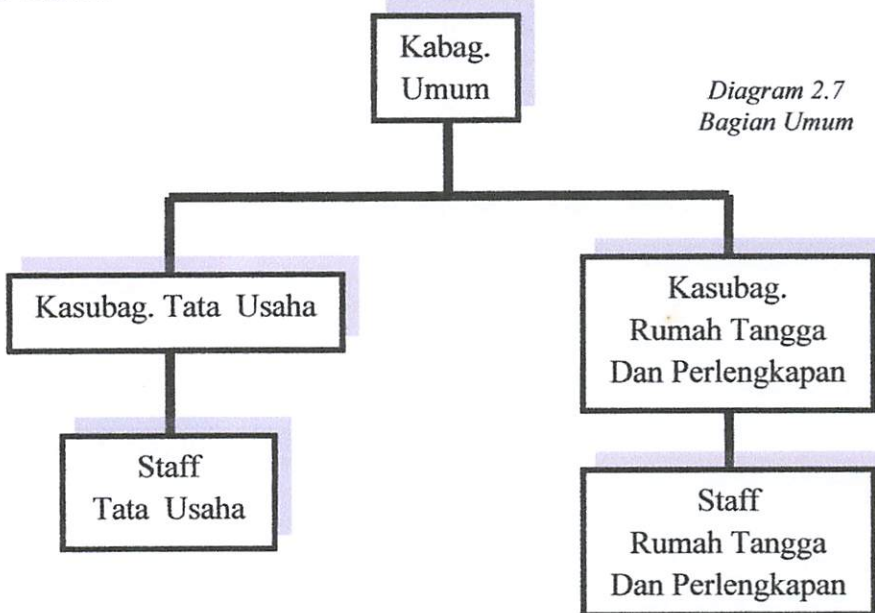 Kabag.
Umum
Diagram 2.7
Bagian Umum
Kasubag. Tata Usaha
Kasubag.
Rumah Tangga
Dan Perlengkapan
Staff
Tata Usaha
Staff
Rumah Tangga
Dan Perlengkapan